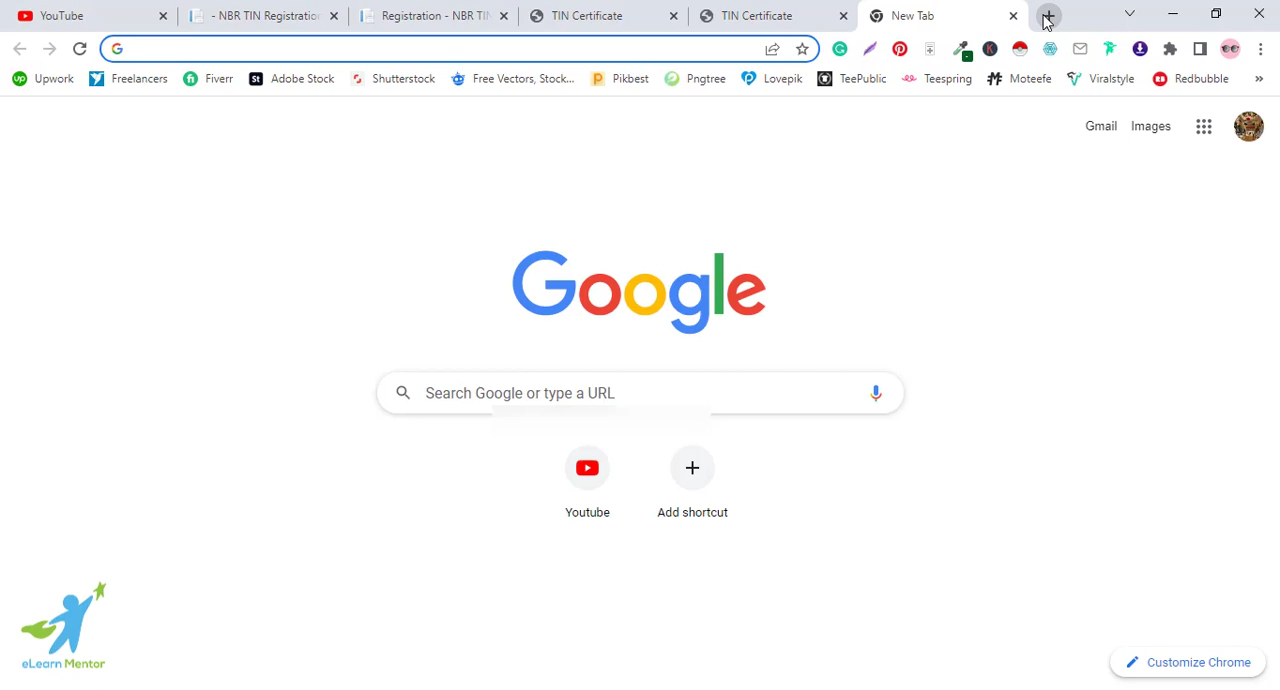 YouTube
- NBR TIN Registratio
Registration - NBR TIN
TIN Certificate
TIN Certificate
New Tab
Upwork
Freelancers
Fiverr
Adobe Stock
Shutterstock
Free Vectors, Stock...
Pikbest
Pngtree
Lovepik
TeePublic
Teespring
Moteefe
Viralstyle
Redbubble
»
Gmail
Images
Google
Search Google or type a URL
Youtube
Add shortcut
eLearn Mentor
Customize Chrome